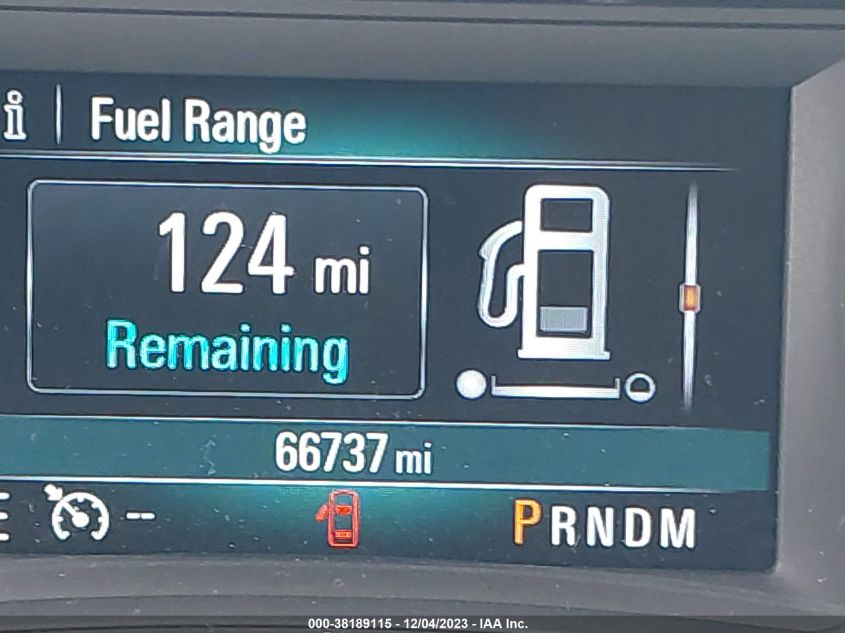 i | Fuel Range
124 mi
Remaining
66737 mi
-- PRNDM
000-38189115 - 12/04/2023 - IAA Inc.